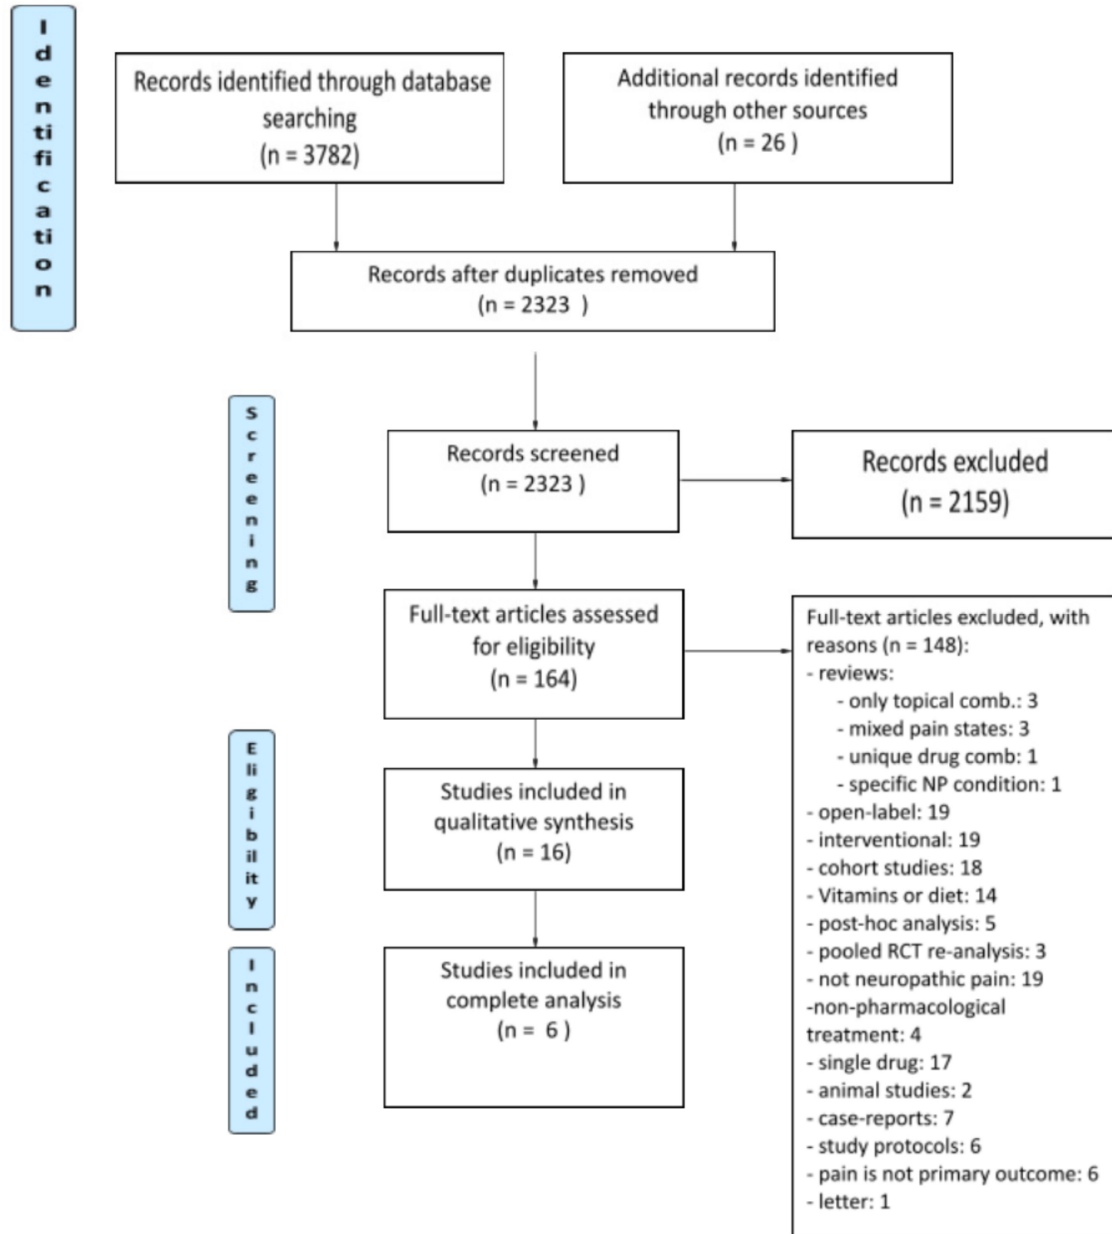 Identification
Records identified through database
searching
(n = 3782)
Additional records identified
through other sources
(n = 26 )
Records after duplicates removed
(n = 2323 )
Screening
Records screened
(n = 2323 )
Records excluded
(n = 2159)
Full-text articles assessed
for eligibility
(n = 164)
Full-text articles excluded, with
reasons (n = 148):
- reviews:
- only topical comb.: 3
- mixed pain states: 3
- unique drug comb: 1
- specific NP condition: 1
- open-label: 19
- interventional: 19
- cohort studies: 18
- Vitamins or diet: 14
- post-hoc analysis: 5
- pooled RCT re-analysis: 3
- not neuropathic pain: 19
-non-pharmacological
treatment: 4
- single drug: 17
- animal studies: 2
- case-reports: 7
- study protocols: 6
- pain is not primary outcome: 6
- letter: 1
Eligibility
Studies included in
qualitative synthesis
(n = 16)
Included
Studies included in
complete analysis
(n = 6 )